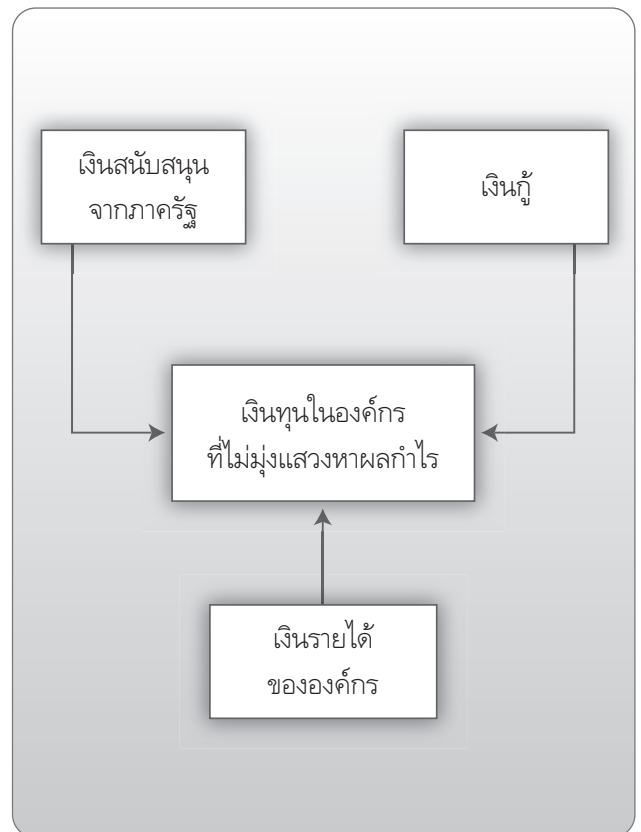 เงินสนับสนุน
จากภาครัฐ
เงินกู้
เงินทุนในองค์กร
ที่ไม่มุ่งแสวงหาผลกำไร
เงินรายได้
ขององค์กร